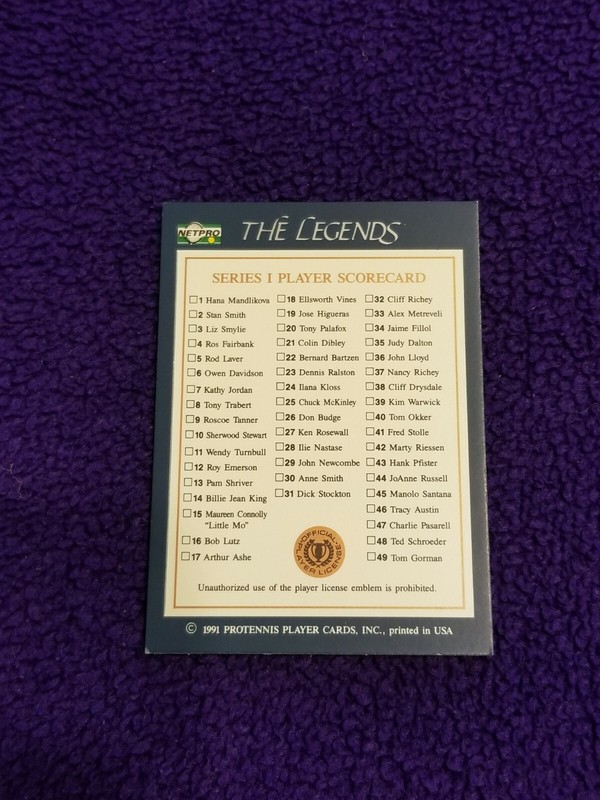 NETPRO
THE LEGENDS
SERIES I PLAYER SCORECARD
1 Hana Mandlikova
2 Stan Smith
3 Liz Smylie
4 Ros Fairbank
5 Rod Laver
6 Owen Davidson
7 Kathy Jordan
8 Tony Trabert
9 Roscoe Tanner
10 Sherwood Stewart
11 Wendy Turnbull
12 Roy Emerson
13 Pam Shriver
14 Billie Jean King
15 Maureen Connolly
"Little Mo"
16 Bob Lutz
17 Arthur Ashe
18 Ellsworth Vines
19 Jose Higueras
20 Tony Palafox
21 Colin Dibley
22 Bernard Bartzen
23 Dennis Ralston
24 Ilana Kloss
25 Chuck McKinley
26 Don Budge
27 Ken Rosewall
28 Ilie Nastase
29 John Newcombe
30 Anne Smith
31 Dick Stockton
32 Cliff Richey
33 Alex Metreveli
34 Jaime Fillol
35 Judy Dalton
36 John Lloyd
37 Nancy Richey
38 Cliff Drysdale
39 Kim Warwick
40 Tom Okker
41 Fred Stolle
42 Marty Riessen
43 Hank Pfister
44 JoAnne Russell
45 Manolo Santana
46 Tracy Austin
47 Charlie Pasarell
48 Ted Schroeder
49 Tom Gorman
OFFICIAL
PLAYER LICENSE
Unauthorized use of the player license emblem is prohibited.
© 1991 PROTENNIS PLAYER CARDS, INC., printed in USA